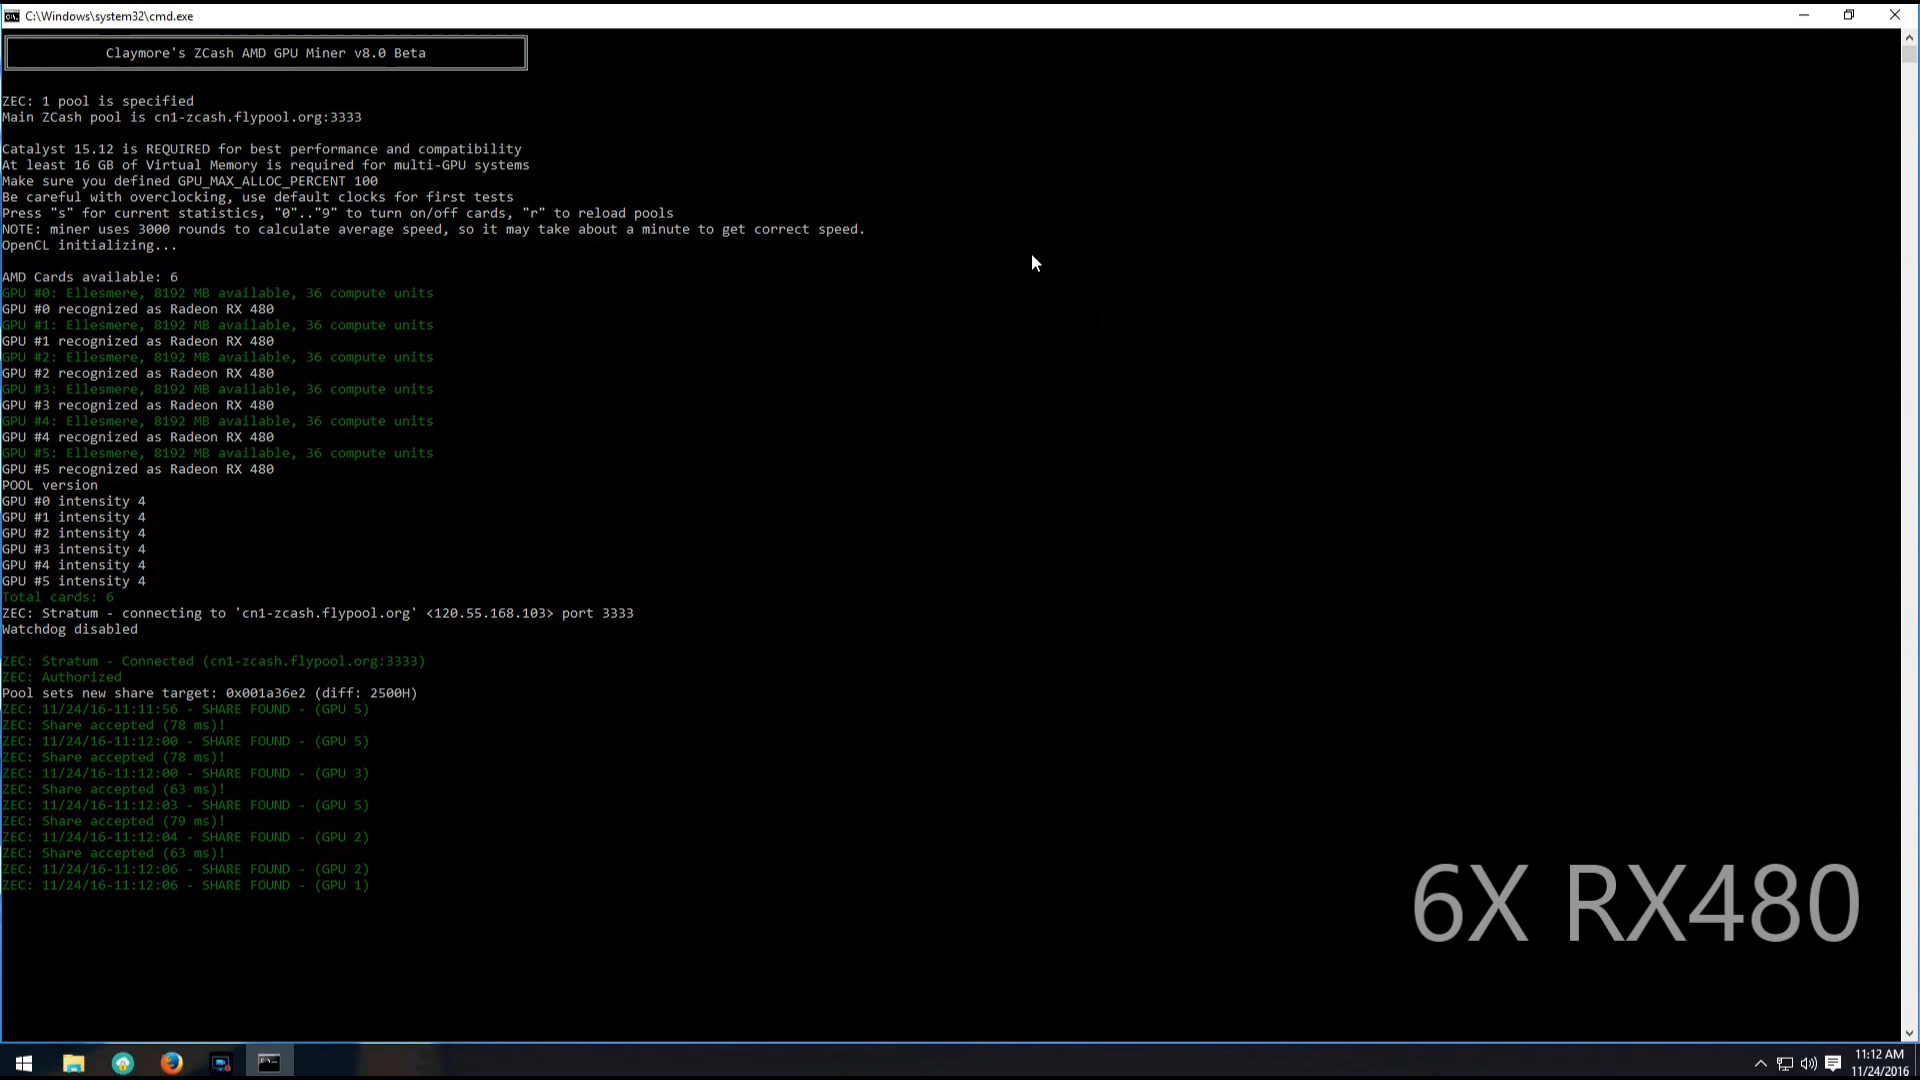 C:\Windows\system32\cmd.exe
Claymore's ZCash AMD GPU Miner v8.0 Beta
ZEC: 1 pool is specified
Main ZCash pool is cn1-zcash.flypool.org:3333
Catalyst 15.12 is REQUIRED for best performance and compatibility
At least 16 GB of Virtual Memory is required for multi-GPU systems
Make sure you defined GPU_MAX_ALLOC_PERCENT 100
Be careful with overclocking, use default clocks for first tests
Press "s" for current statistics, "0".."9" to turn on/off cards, "r" to reload pools
NOTE: miner uses 3000 rounds to calculate average speed, so it may take about a minute to get correct speed.
OpenCL initializing...
AMD Cards available: 6
GPU #0: Ellesmere, 8192 MB available, 36 compute units
GPU #0 recognized as Radeon RX 480
GPU #1: Ellesmere, 8192 MB available, 36 compute units
GPU #1 recognized as Radeon RX 480
GPU #2: Ellesmere, 8192 MB available, 36 compute units
GPU #2 recognized as Radeon RX 480
GPU #3: Ellesmere, 8192 MB available, 36 compute units
GPU #3 recognized as Radeon RX 480
GPU #4: Ellesmere, 8192 MB available, 36 compute units
GPU #4 recognized as Radeon RX 480
GPU #5: Ellesmere, 8192 MB available, 36 compute units
GPU #5 recognized as Radeon RX 480
POOL version
GPU #0 intensity 4
GPU #1 intensity 4
GPU #2 intensity 4
GPU #3 intensity 4
GPU #4 intensity 4
GPU #5 intensity 4
Total cards: 6
ZEC: Stratum - connecting to 'cn1-zcash.flypool.org' <120.55.168.103> port 3333
Watchdog disabled
ZEC: Stratum - Connected (cn1-zcash.flypool.org:3333)
ZEC: Authorized
Pool sets new share target: 0x001a36e2 (diff: 2500H)
ZEC: 11/24/16-11:11:56 - SHARE FOUND - (GPU 5)
ZEC: Share accepted (78 ms)!
ZEC: 11/24/16-11:12:00 - SHARE FOUND - (GPU 5)
ZEC: Share accepted (78 ms)!
ZEC: 11/24/16-11:12:00 - SHARE FOUND - (GPU 3)
ZEC: Share accepted (63 ms)!
ZEC: 11/24/16-11:12:03 - SHARE FOUND - (GPU 5)
ZEC: Share accepted (79 ms)!
ZEC: 11/24/16-11:12:04 - SHARE FOUND - (GPU 2)
ZEC: Share accepted (63 ms)!
ZEC: 11/24/16-11:12:06 - SHARE FOUND - (GPU 2)
ZEC: 11/24/16-11:12:06 - SHARE FOUND - (GPU 1)
6X RX480
11:12 AM
11/24/2016